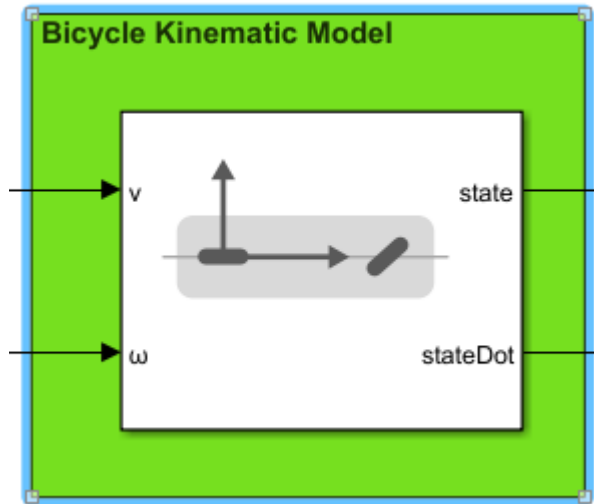 Bicycle Kinematic Model
v
state
ω
stateDot